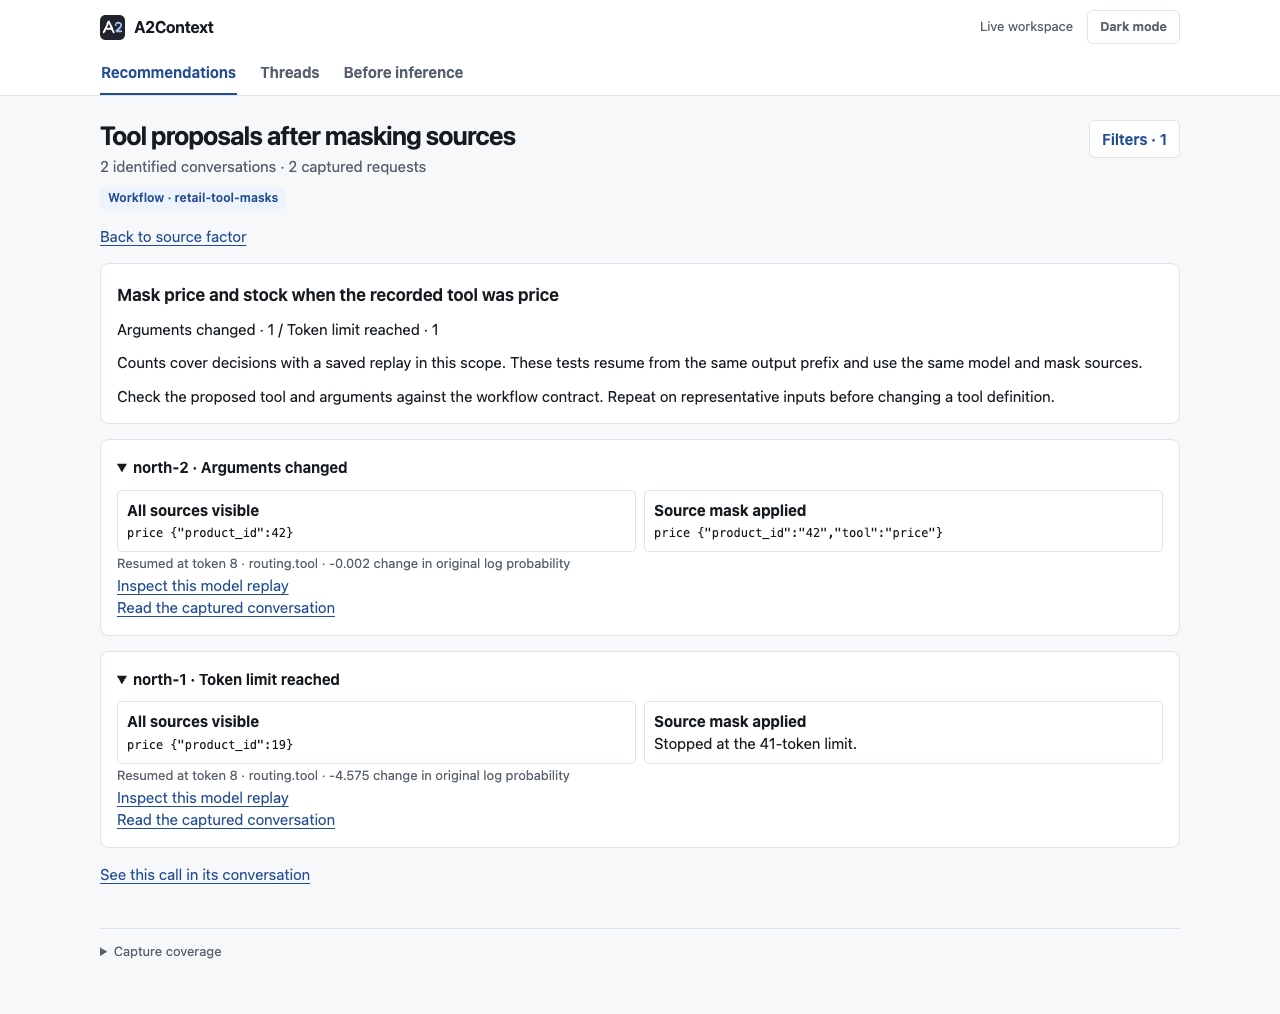 A2 A2Context
Live workspace
Dark mode
Recommendations
Threads
Before inference
Tool proposals after masking sources
Filters · 1
2 identified conversations · 2 captured requests
Workflow · retail-tool-masks
Back to source factor
Mask price and stock when the recorded tool was price
Arguments changed · 1 / Token limit reached · 1
Counts cover decisions with a saved replay in this scope. These tests resume from the same output prefix and use the same model and mask sources.
Check the proposed tool and arguments against the workflow contract. Repeat on representative inputs before changing a tool definition.
north-2 · Arguments changed
All sources visible
price {"product_id":42}
Source mask applied
price {"product_id":"42","tool":"price"}
Resumed at token 8 · routing.tool · -0.002 change in original log probability
Inspect this model replay
Read the captured conversation
north-1 · Token limit reached
All sources visible
price {"product_id":19}
Source mask applied
Stopped at the 41-token limit.
Resumed at token 8 · routing.tool · -4.575 change in original log probability
Inspect this model replay
Read the captured conversation
See this call in its conversation
Capture coverage